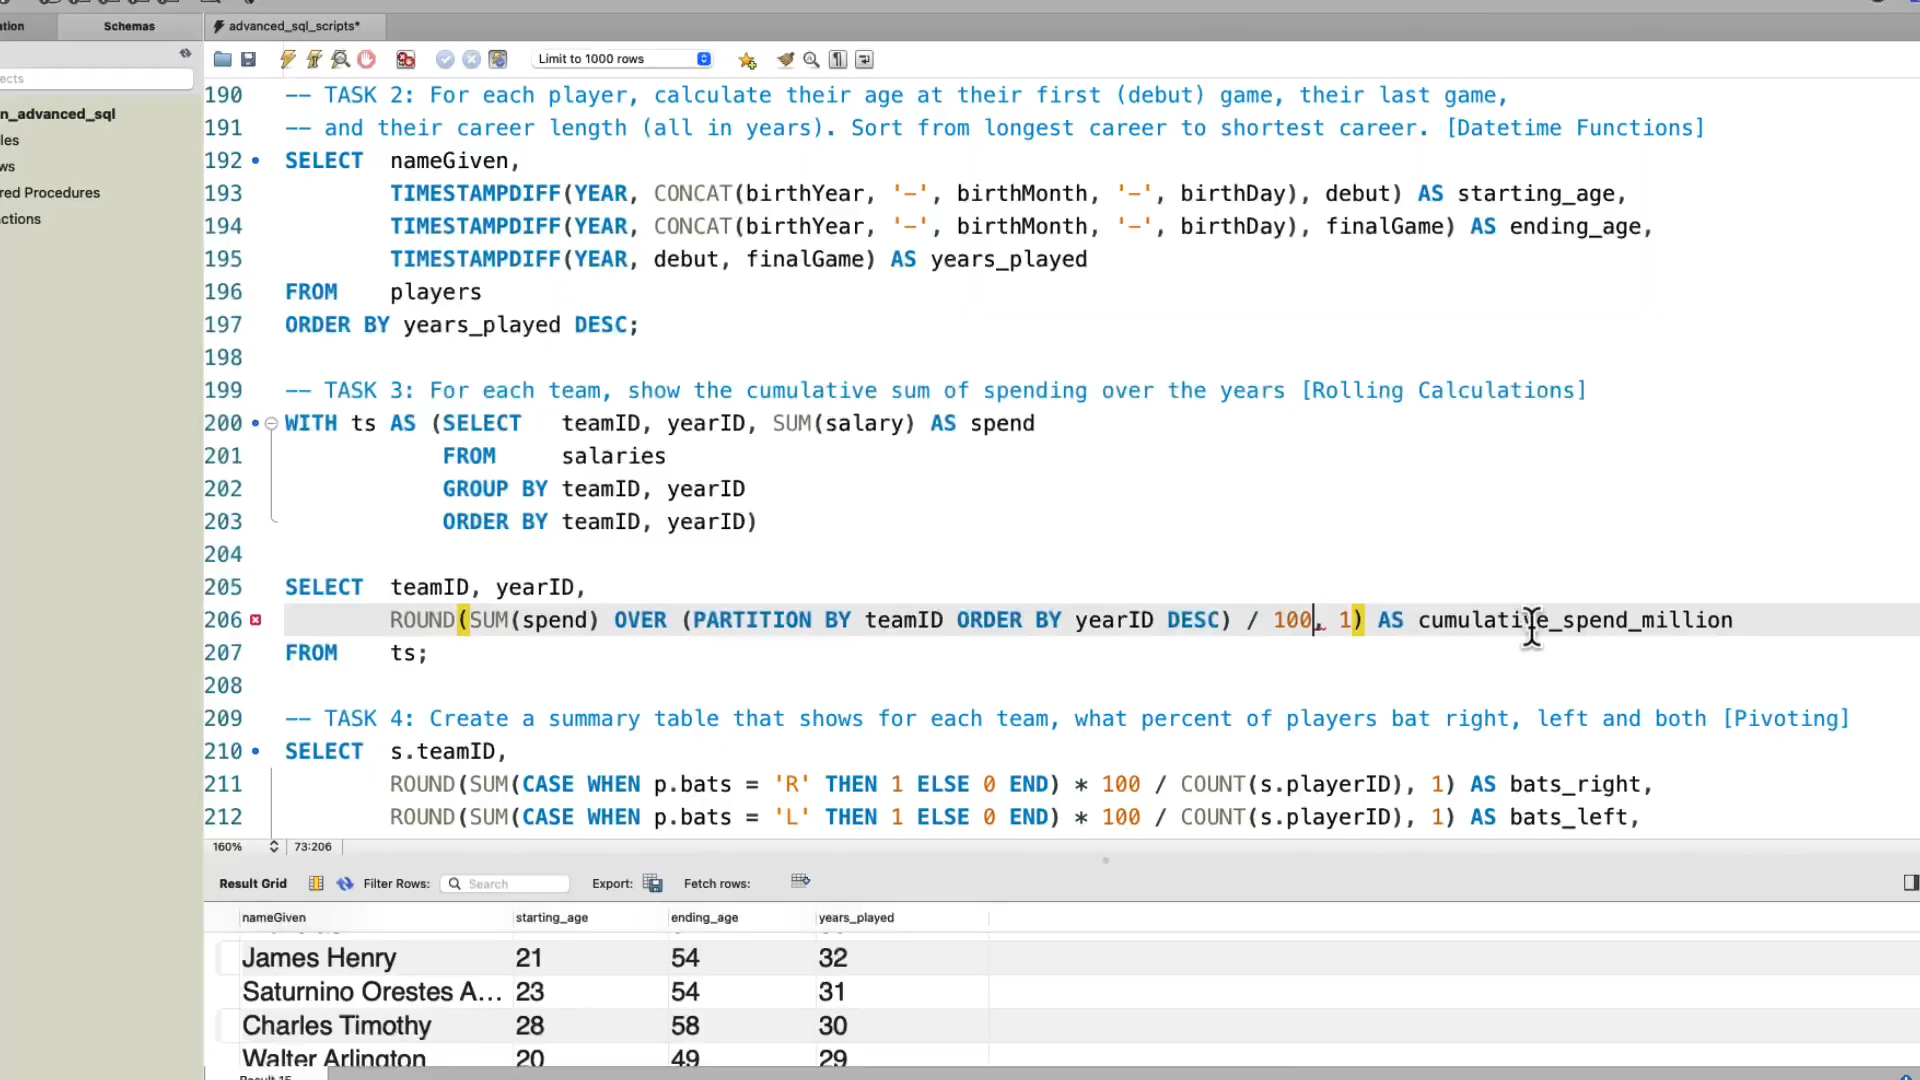 tion
Schemas
advanced_sql_scripts*
ects
Limit to 1000 rows
n_advanced_sql
les
ws
red Procedures
ctions
190 -- TASK 2: For each player, calculate their age at their first (debut) game, their last game,
191 -- and their career length (all in years). Sort from longest career to shortest career. [Datetime Functions]
192 SELECT nameGiven,
193 TIMESTAMPDIFF(YEAR, CONCAT(birthYear, '-', birthMonth, '-', birthDay), debut) AS starting_age,
194 TIMESTAMPDIFF(YEAR, CONCAT(birthYear, '-', birthMonth, '-', birthDay), finalGame) AS ending_age,
195 TIMESTAMPDIFF(YEAR, debut, finalGame) AS years_played
196 FROM players
197 ORDER BY years_played DESC;
198
199 -- TASK 3: For each team, show the cumulative sum of spending over the years [Rolling Calculations]
200 WITH ts AS (SELECT teamID, yearID, SUM(salary) AS spend
201 FROM salaries
202 GROUP BY teamID, yearID
203 ORDER BY teamID, yearID)
204
205 SELECT teamID, yearID,
206 ROUND(SUM(spend) OVER (PARTITION BY teamID ORDER BY yearID DESC) / 100, 1) AS cumulative_spend_million
207 FROM ts;
208
209 -- TASK 4: Create a summary table that shows for each team, what percent of players bat right, left and both [Pivoting]
210 SELECT s.teamID,
211 ROUND(SUM(CASE WHEN p.bats = 'R' THEN 1 ELSE 0 END) * 100 / COUNT(s.playerID), 1) AS bats_right,
212 ROUND(SUM(CASE WHEN p.bats = 'L' THEN 1 ELSE 0 END) * 100 / COUNT(s.playerID), 1) AS bats_left,
160% 73:206
Result Grid Filter Rows: Search Export: Fetch rows:
nameGiven starting_age ending_age years_played
James Henry 21 54 32
Saturnino Orestes A... 23 54 31
Charles Timothy 28 58 30
Walter Arlington 20 49 29
Result 15